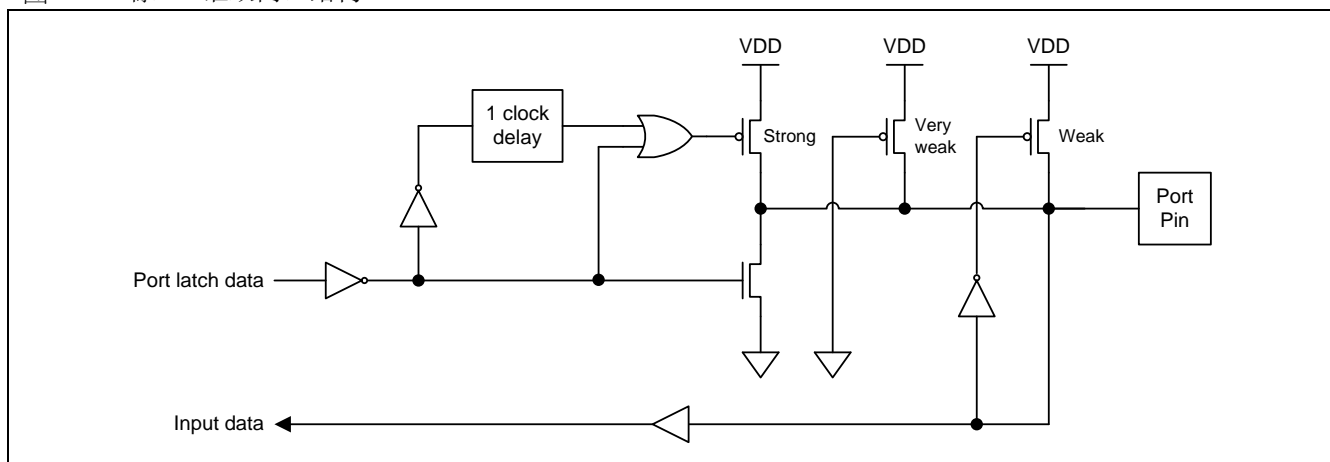 VDD
VDD
VDD
1 clock
delay
Strong
Very
weak
Weak
Port
Pin
Port latch data
Input data